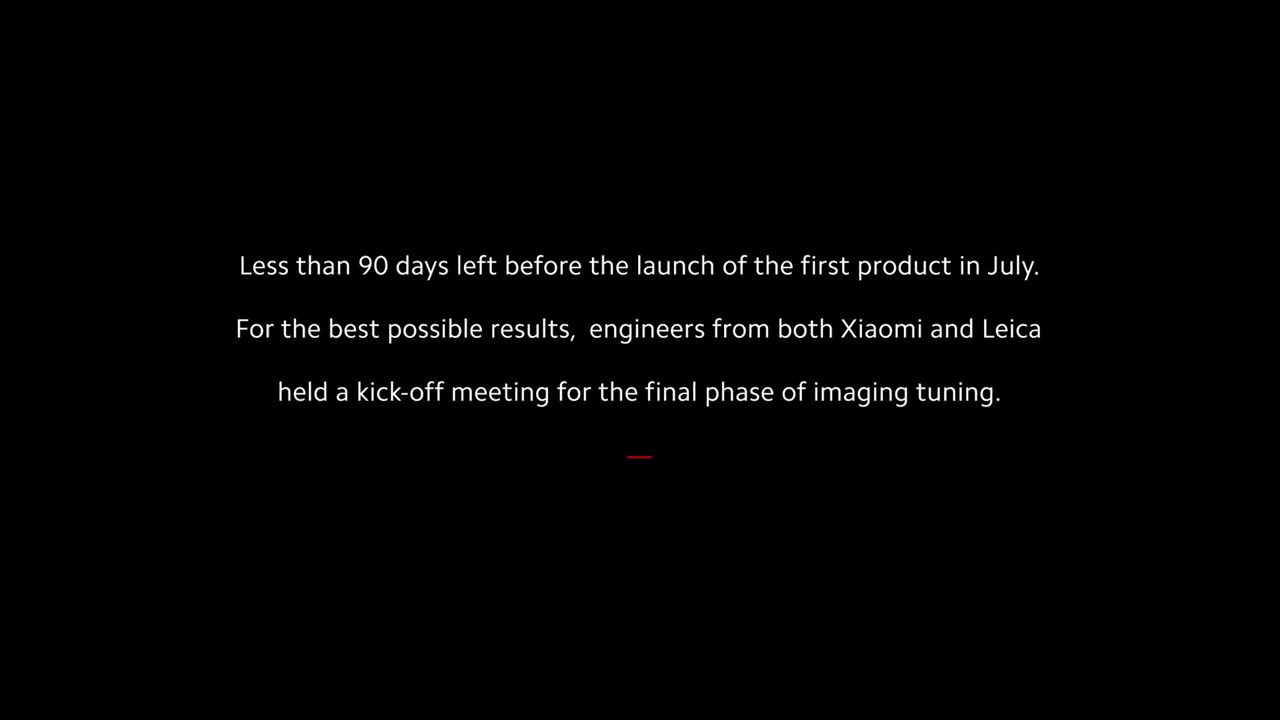 Less than 90 days left before the launch of the first product in July.
For the best possible results,  engineers from both Xiaomi and Leica
held a kick-off meeting for the final phase of imaging tuning.